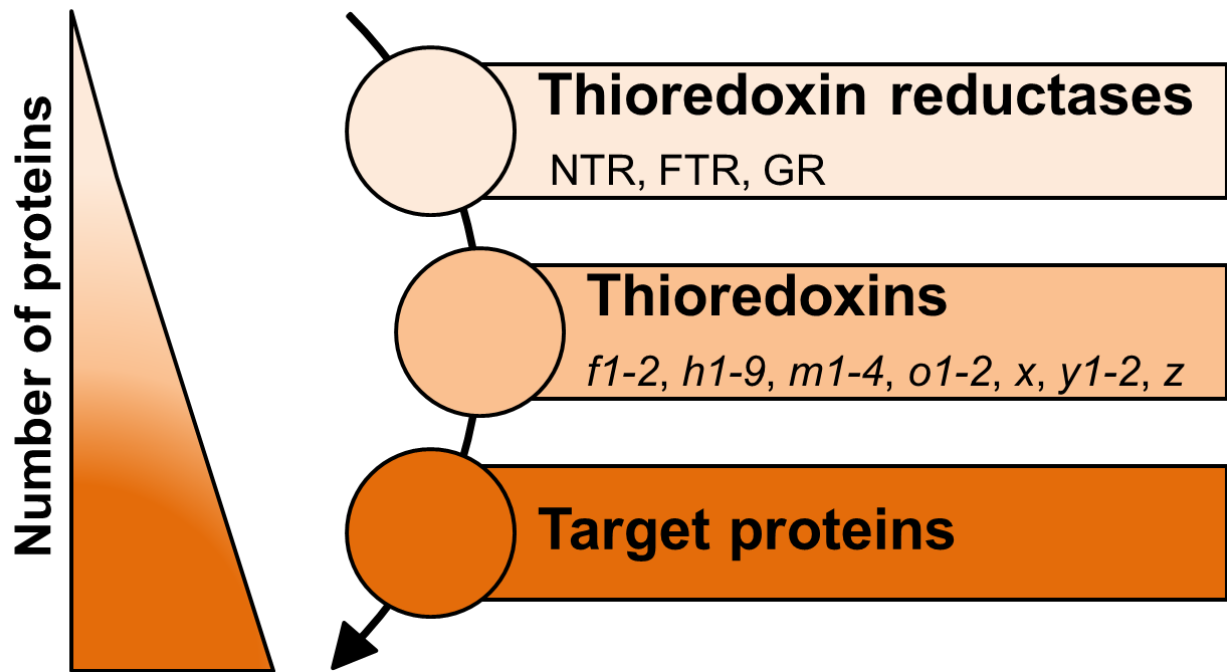 Number of proteins
Thioredoxin reductases
NTR, FTR, GR
Thioredoxins
f1-2, h1-9, m1-4, o1-2, x, y1-2, z
Target proteins